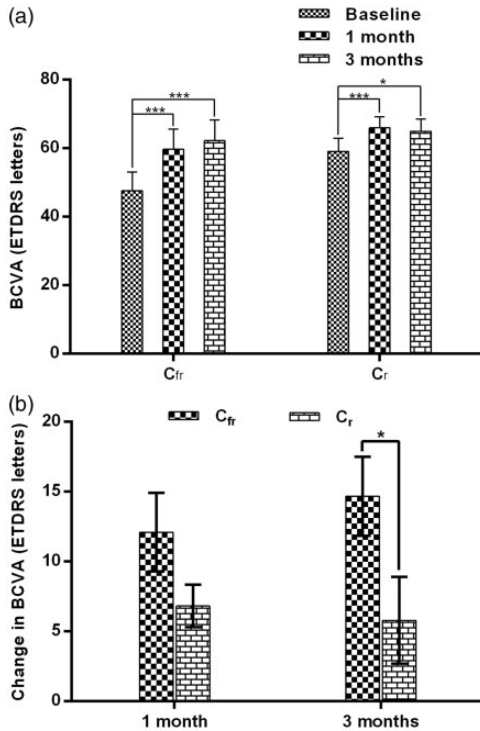 (a)
Baseline
1 month
3 months
BCVA (ETDRS letters)
80
60
40
20
0
***
***
***
*
Cfr
Cr
(b)
Cfr
Cr
Change in BCVA (ETDRS letters)
20
15
10
5
0
*
1 month
3 months